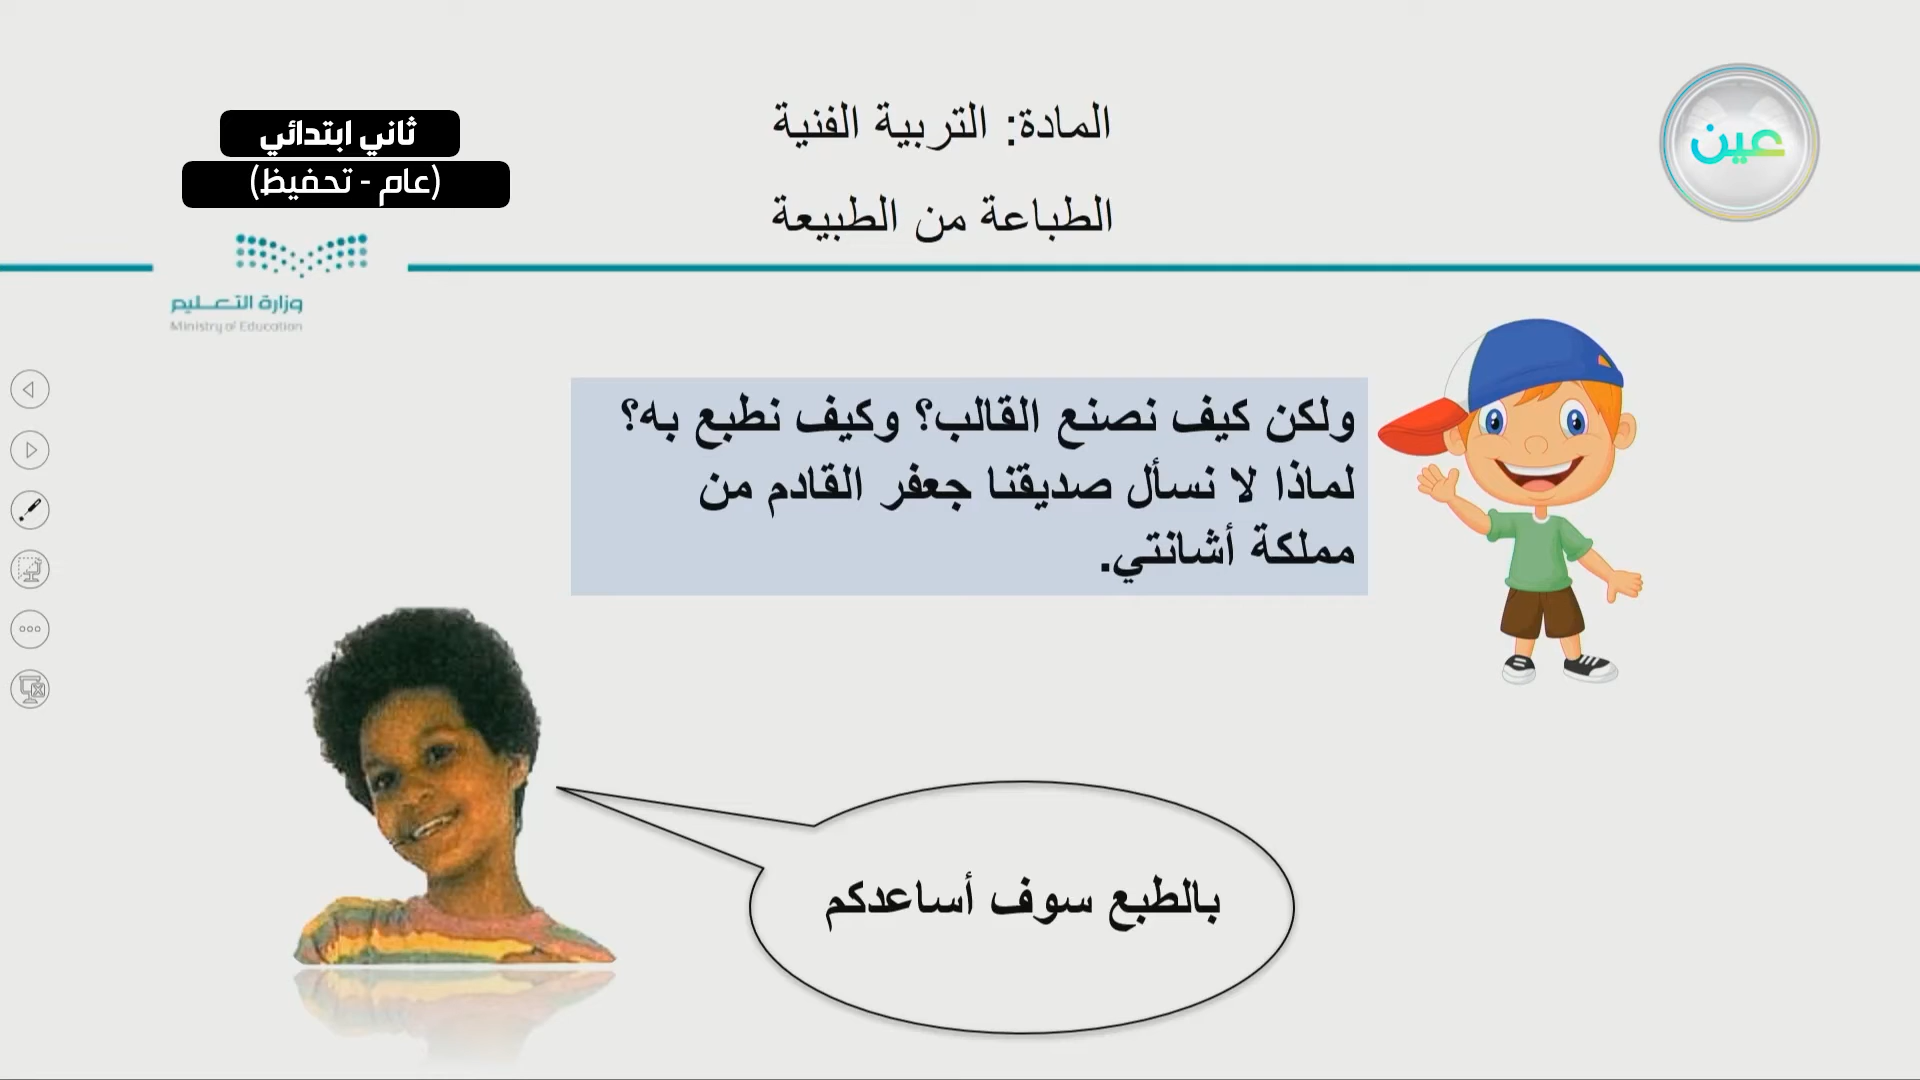 المادة: التربية الفنية
الطباعة من الطبيعة
عين
ثاني ابتدائي
(عام - تحفيظ)
وزارة التعليم
Ministry of Education
ولكن كيف نصنع القالب؟ وكيف نطبع به؟
لماذا لا نسأل صديقنا جعفر القادم من
مملكة أشانتي.
بالطبع سوف أساعدكم